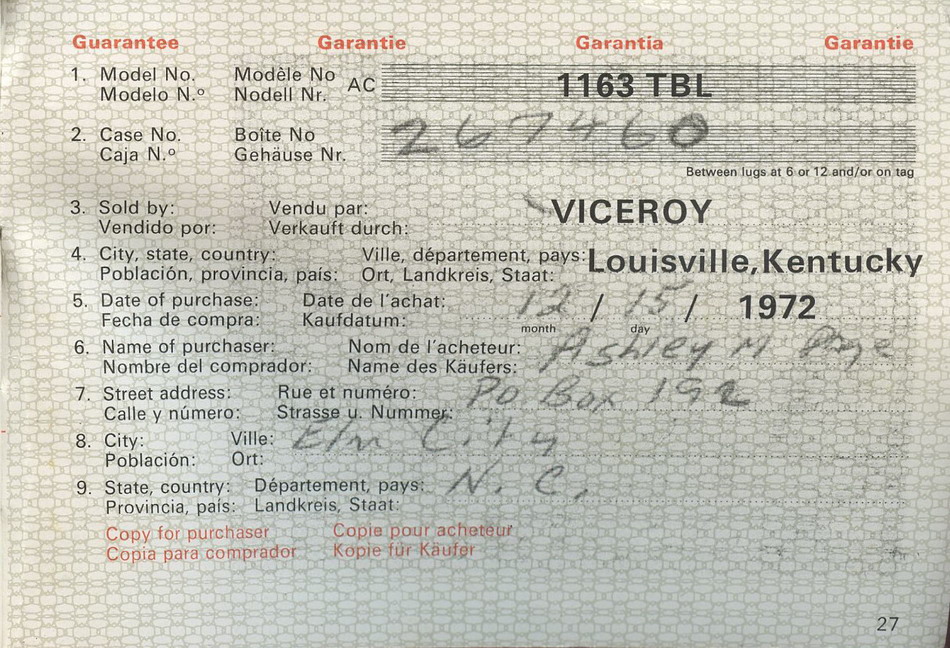 Guarantee Garantie Garantía Garantie
1. Model No. Modèle No AC 1163 TBL
Modelo N.º Nodell Nr.
2. Case No. Boîte No 267460
Caja N.º Gehäuse Nr.
Between lugs at 6 or 12 and/or on tag
3. Sold by: Vendu par: VICEROY
Vendido por: Verkauft durch:
4. City, state, country: Ville, département, pays: Louisville, Kentucky
Población, provincia, país: Ort, Landkreis, Staat:
5. Date of purchase: Date de l'achat: 12 / 15 / 1972
Fecha de compra: Kaufdatum: month day
6. Name of purchaser: Nom de l'acheteur: Ashley M
Nombre del comprador: Name des Käufers:
7. Street address: Rue et numéro: Po Box 192
Calle y número: Strasse u. Nummer:
8. City: Ville: Elm City
Población: Ort:
9. State, country: Département, pays: N. C.
Provincia, país: Landkreis, Staat:
Copy for purchaser Copie pour acheteur
Copia para comprador Kopie für Käufer
27